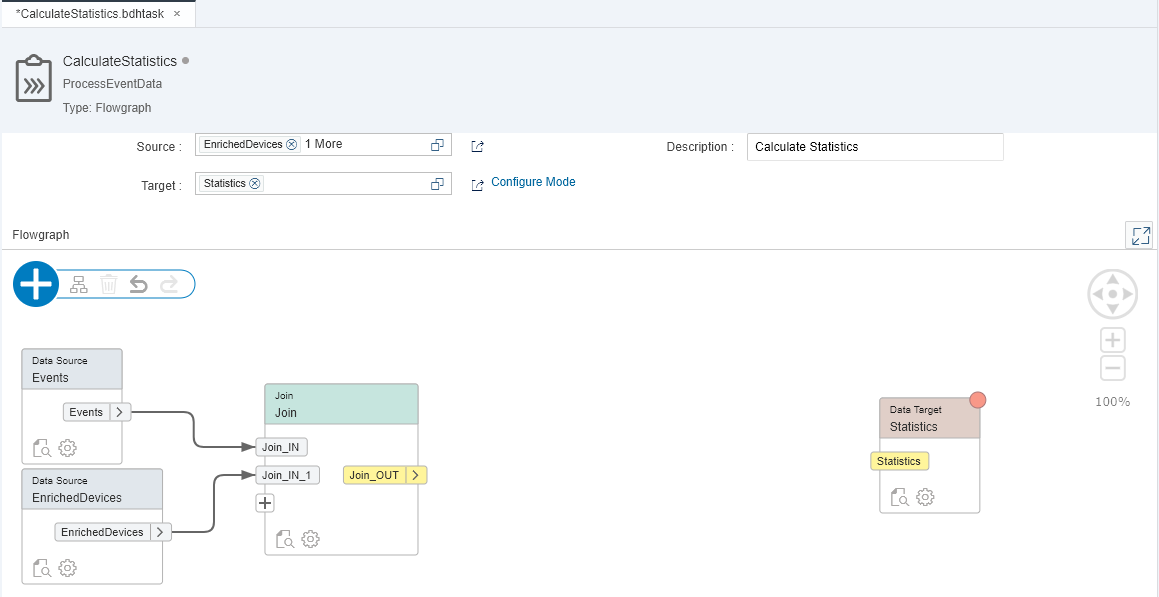 *CalculateStatistics.bdhtask ×
CalculateStatistics
ProcessEventData
Type: Flowgraph
Source : EnrichedDevices 1 More
Description : Calculate Statistics
Target : Statistics
Configure Mode
Flowgraph
Data Source
Events
Events
Data Source
EnrichedDevices
EnrichedDevices
Join
Join
Join_IN
Join_IN_1
Join_OUT
Data Target
Statistics
Statistics
100%